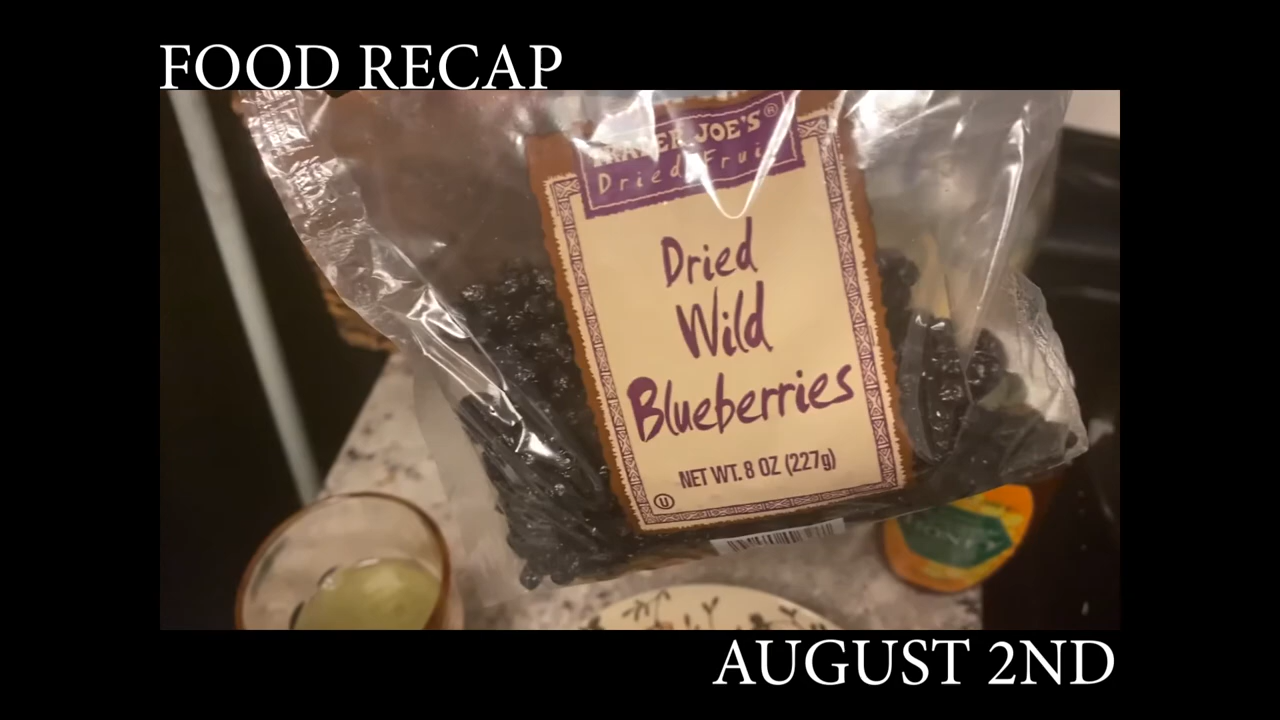 FOOD RECAP
TRADER JOE'S®
Dried Fruit
Dried
Wild
Blueberries
NET WT. 8 OZ (227g)
U
AUGUST 2ND